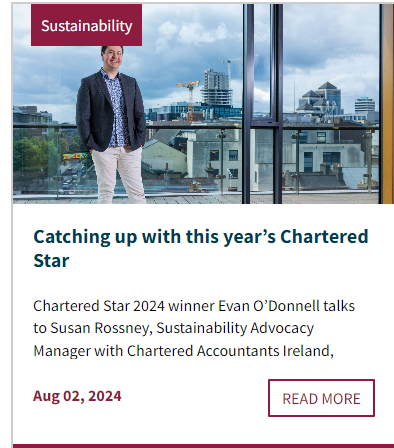 Sustainability
Catching up with this year’s Chartered
Star
Chartered Star 2024 winner Evan O’Donnell talks
to Susan Rossney, Sustainability Advocacy
Manager with Chartered Accountants Ireland,
Aug 02, 2024
READ MORE